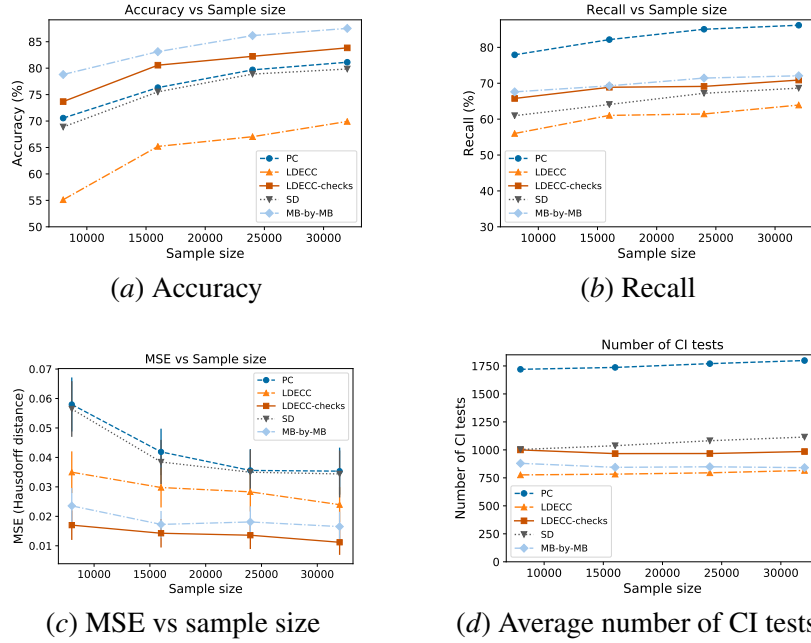 Accuracy vs Sample size
Accuracy (%)
85
80
75
70
65
60
55
50
PC
LDECC
LDECC-checks
SD
MB-by-MB
10000 15000 20000 25000 30000
Sample size
(a) Accuracy
Recall vs Sample size
Recall (%)
80
70
60
50
40
30
PC
LDECC
LDECC-checks
SD
MB-by-MB
10000 15000 20000 25000 30000
Sample size
(b) Recall
MSE vs Sample size
MSE (Hausdorff distance)
0.07
0.06
0.05
0.04
0.03
0.02
0.01
PC
LDECC
LDECC-checks
SD
MB-by-MB
10000 15000 20000 25000 30000
Sample size
(c) MSE vs sample size
Number of CI tests
Number of CI tests
1750
1500
1250
1000
750
500
250
0
PC
LDECC
LDECC-checks
SD
MB-by-MB
10000 15000 20000 25000 30000
Sample size
(d) Average number of CI tests